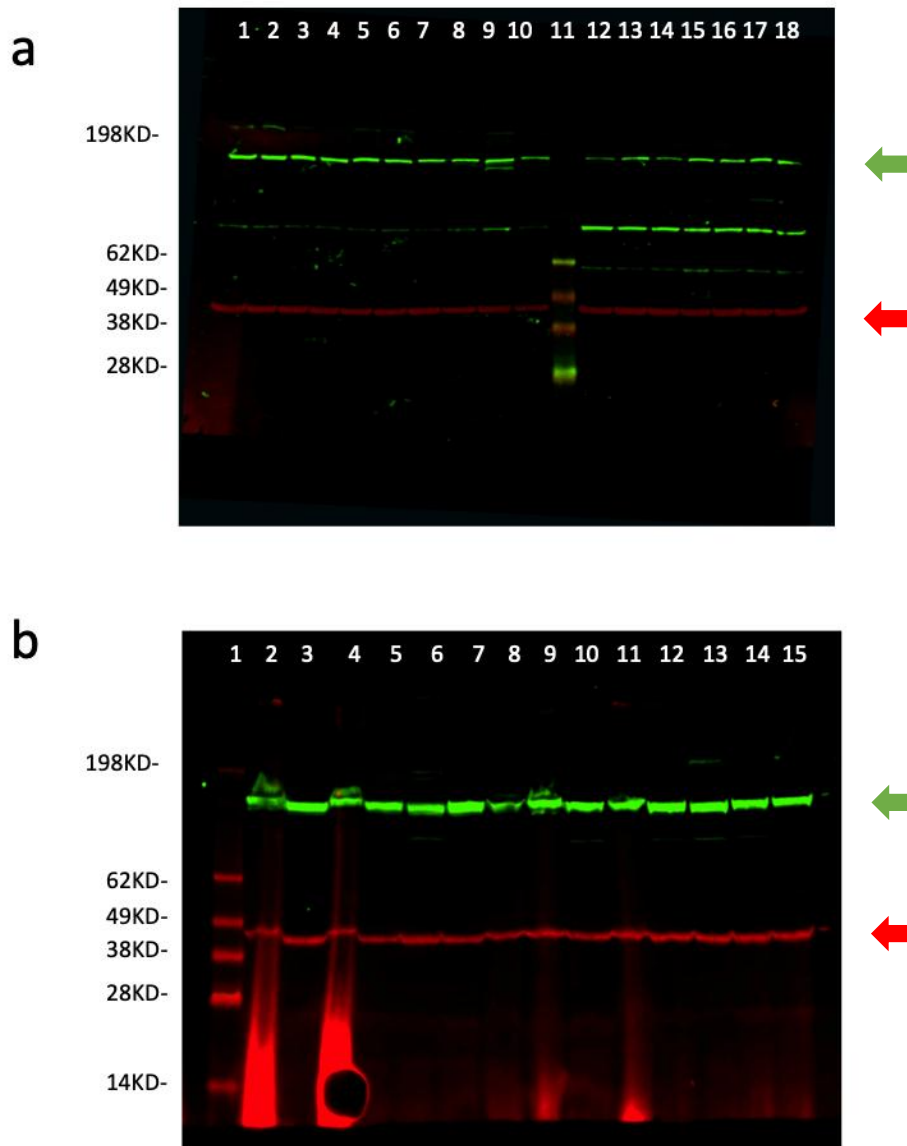 a
1 2 3 4 5 6 7 8 9 10 11 12 13 14 15 16 17 18
198KD-
62KD-
49KD-
38KD-
28KD-
b
1 2 3 4 5 6 7 8 9 10 11 12 13 14 15
198KD-
62KD-
49KD-
38KD-
28KD-
14KD-